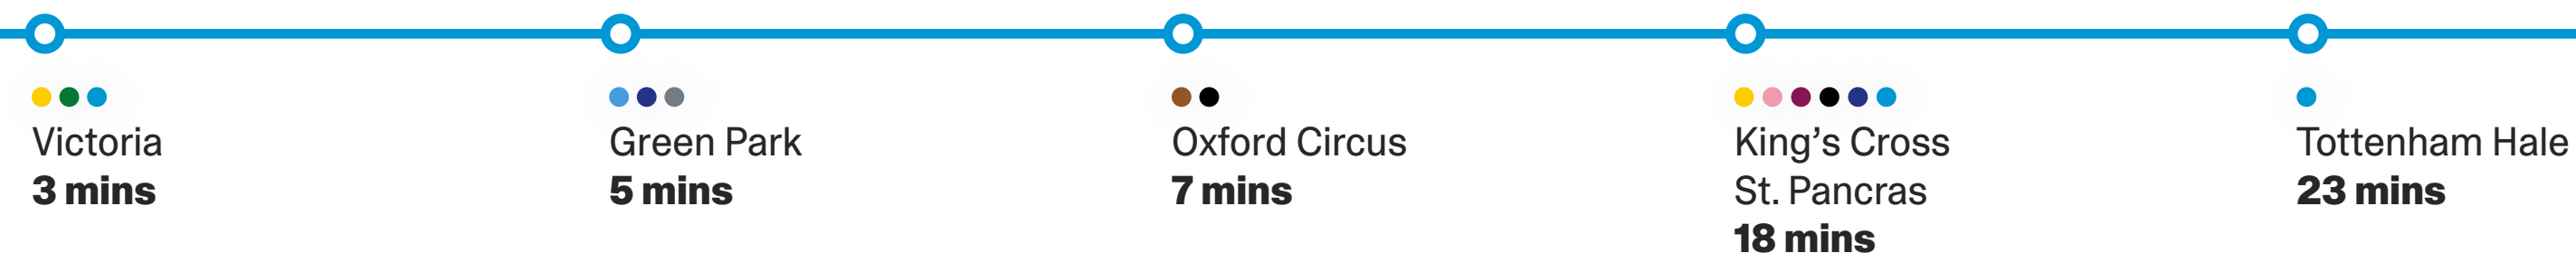 Victoria
3 mins
Green Park
5 mins
Oxford Circus
7 mins
King’s Cross
St. Pancras
18 mins
Tottenham Hale
23 mins